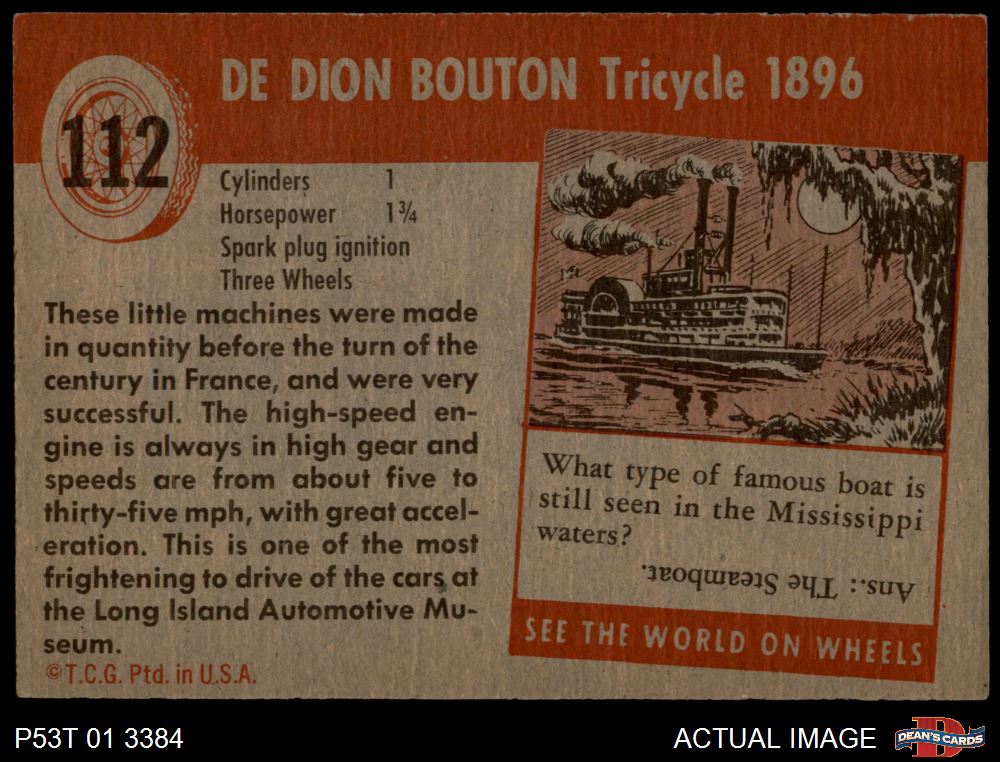 112
DE DION BOUTON Tricycle 1896
Cylinders 1
Horsepower 1¾
Spark plug ignition
Three Wheels
These little machines were made
in quantity before the turn of the
century in France, and were very
successful. The high-speed en-
gine is always in high gear and
speeds are from about five to
thirty-five mph, with great accel-
eration. This is one of the most
frightening to drive of the cars at
the Long Island Automotive Mu-
seum.
© T.C.G. Ptd. in U.S.A.
What type of famous boat is
still seen in the Mississippi
waters?
Ans.: The Steamboat.
SEE THE WORLD ON WHEELS
P53T 01 3384
ACTUAL IMAGE
D
DEAN'S CARDS